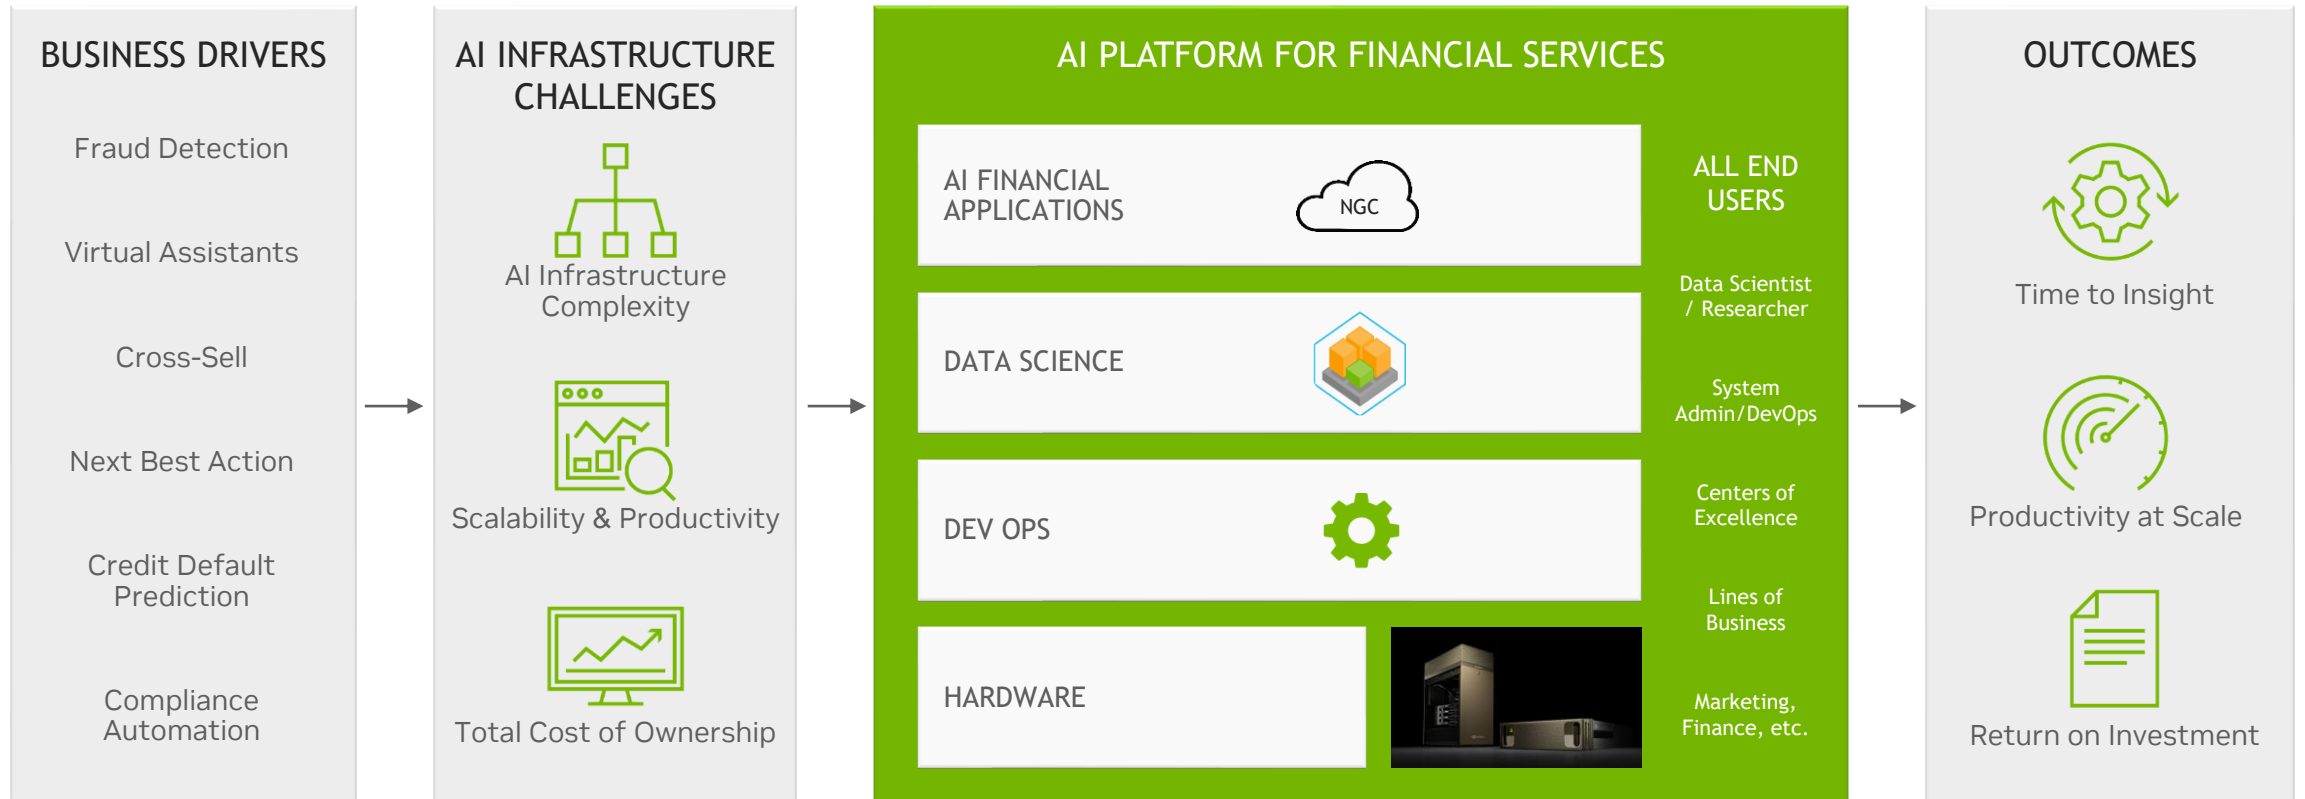 BUSINESS DRIVERS
Fraud Detection
Virtual Assistants
Cross-Sell
Next Best Action
Credit Default
Prediction
Compliance
Automation
AI INFRASTRUCTURE
CHALLENGES
AI Infrastructure
Complexity
Scalability & Productivity
Total Cost of Ownership
AI PLATFORM FOR FINANCIAL SERVICES
AI FINANCIAL
APPLICATIONS
NGC
DATA SCIENCE
DEV OPS
HARDWARE
ALL END
USERS
Data Scientist
/ Researcher
System
Admin/DevOps
Centers of
Excellence
Lines of
Business
Marketing,
Finance, etc.
OUTCOMES
Time to Insight
Productivity at Scale
Return on Investment